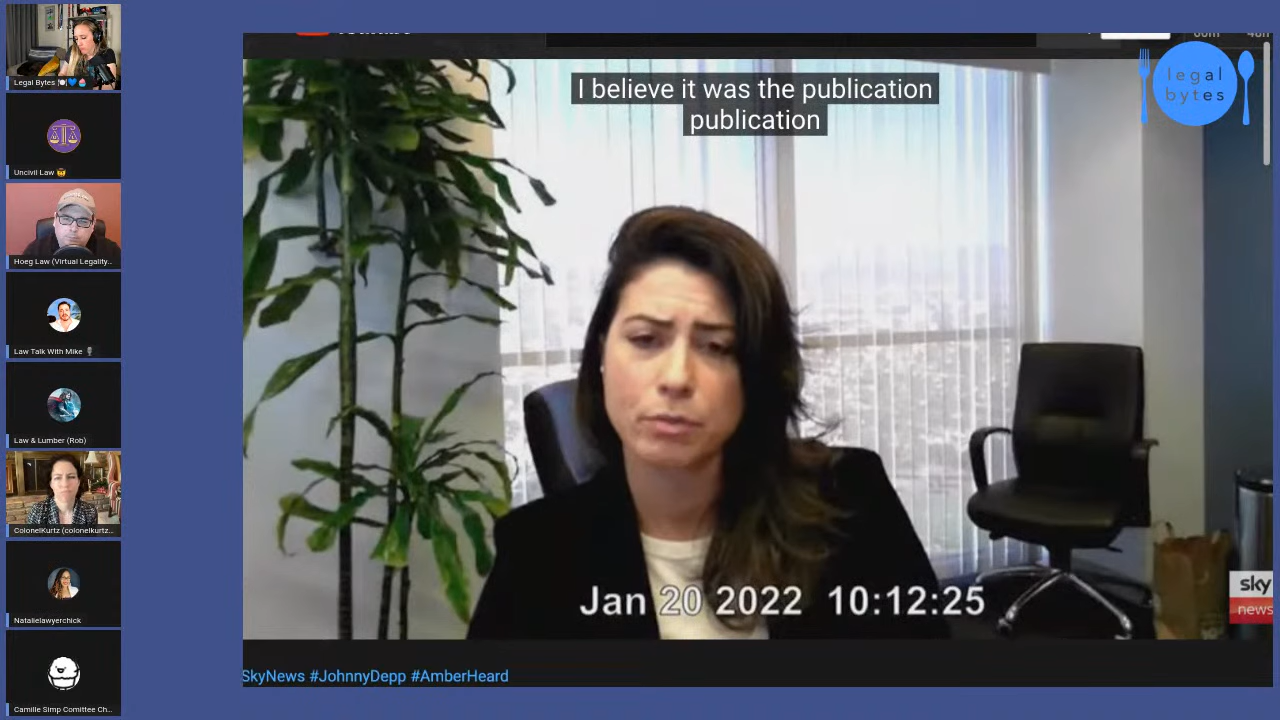 Legal Bytes
Uncivil Law
Hoeg Law (Virtual Legality..
Law Talk With Mike
Law & Lumber (Rob)
ColonelKurtz (colonelkurtz...
Natalielawyerchick
Camille Simp Comittee Ch...
I believe it was the publication
publication
legal
bytes
Jan 20 2022 10:12:25
sky
news
SkyNews #JohnnyDepp #AmberHeard